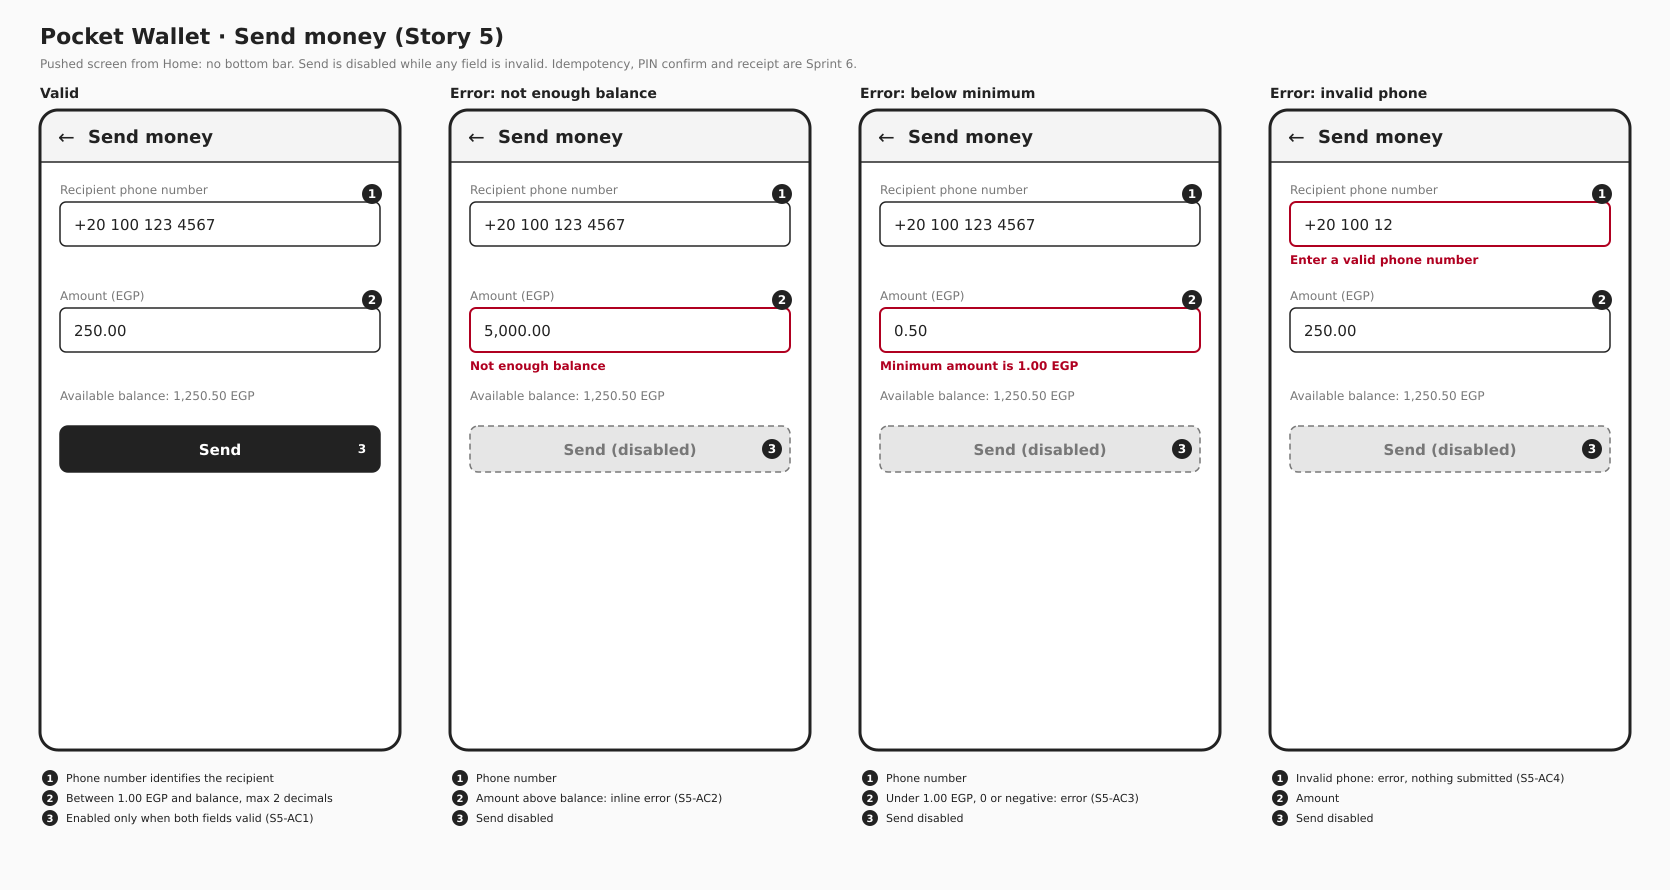 Pocket Wallet · Send money (Story 5)
Pushed screen from Home: no bottom bar. Send is disabled while any field is invalid. Idempotency, PIN confirm and receipt are Sprint 6.
Valid
← Send money
Recipient phone number
1
+20 100 123 4567
Amount (EGP)
2
250.00
Available balance: 1,250.50 EGP
Send 3
1 Phone number identifies the recipient
2 Between 1.00 EGP and balance, max 2 decimals
3 Enabled only when both fields valid (S5-AC1)
Error: not enough balance
← Send money
Recipient phone number
1
+20 100 123 4567
Amount (EGP)
2
5,000.00
Not enough balance
Available balance: 1,250.50 EGP
Send (disabled) 3
1 Phone number
2 Amount above balance: inline error (S5-AC2)
3 Send disabled
Error: below minimum
← Send money
Recipient phone number
1
+20 100 123 4567
Amount (EGP)
2
0.50
Minimum amount is 1.00 EGP
Available balance: 1,250.50 EGP
Send (disabled) 3
1 Phone number
2 Under 1.00 EGP, 0 or negative: error (S5-AC3)
3 Send disabled
Error: invalid phone
← Send money
Recipient phone number
1
+20 100 12
Enter a valid phone number
Amount (EGP)
2
250.00
Available balance: 1,250.50 EGP
Send (disabled) 3
1 Invalid phone: error, nothing submitted (S5-AC4)
2 Amount
3 Send disabled